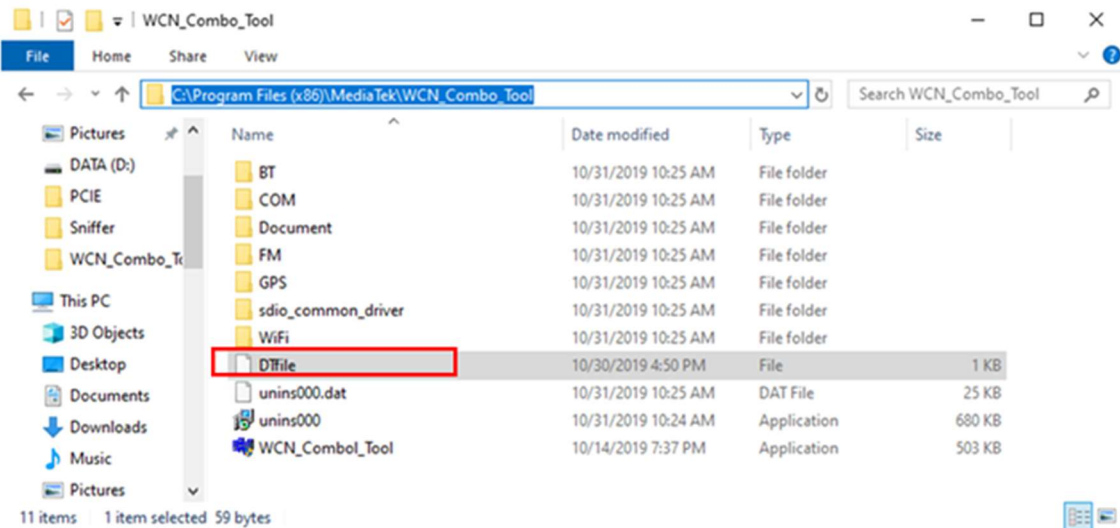 WCN_Combo_Tool
File Home Share View
C:\Program Files (x86)\MediaTek\WCN_Combo_Tool
Search WCN_Combo_Tool
Pictures
DATA (D:)
PCIE
Sniffer
WCN_Combo_To
This PC
3D Objects
Desktop
Documents
Downloads
Music
Pictures
Name Date modified Type Size
BT 10/31/2019 10:25 AM File folder
COM 10/31/2019 10:25 AM File folder
Document 10/31/2019 10:25 AM File folder
FM 10/31/2019 10:25 AM File folder
GPS 10/31/2019 10:25 AM File folder
sdio_common_driver 10/31/2019 10:25 AM File folder
WiFi 10/31/2019 10:25 AM File folder
DTfile 10/30/2019 4:50 PM File 1 KB
unins000.dat 10/31/2019 10:25 AM DAT File 25 KB
unins000 10/31/2019 10:24 AM Application 680 KB
WCN_Combol_Tool 10/14/2019 7:37 PM Application 503 KB
11 items 1 item selected 59 bytes